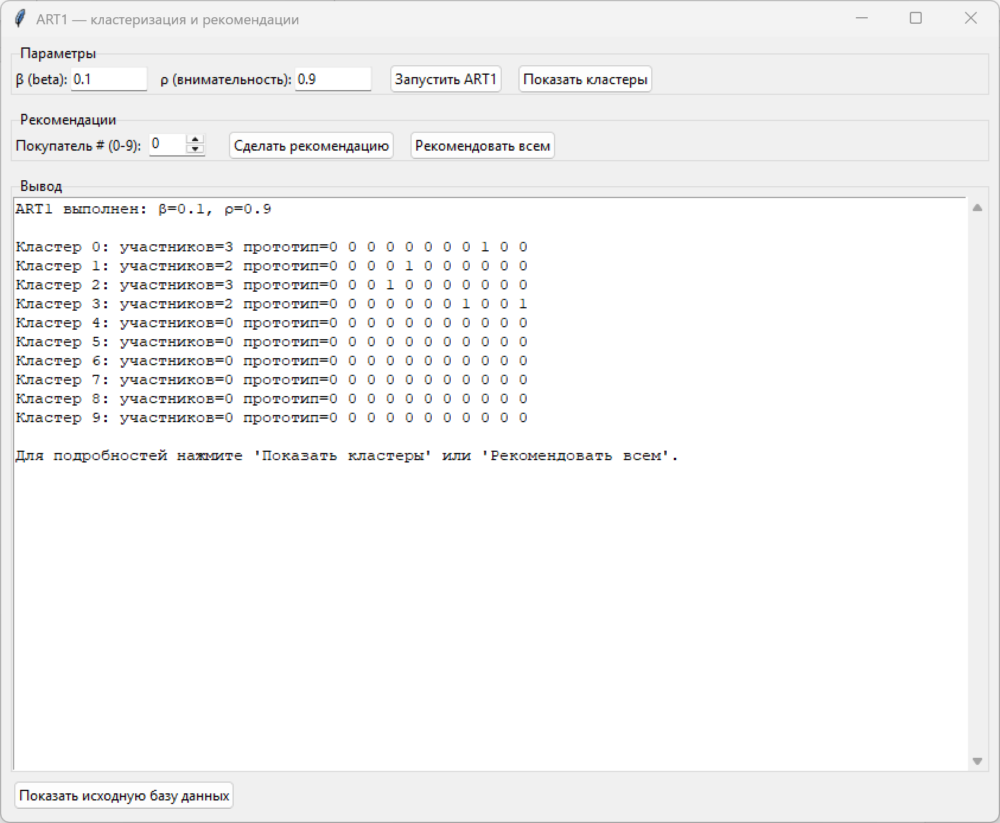 ART1 — кластеризация и рекомендации
Параметры
β (beta): 0.1 ρ (внимательность): 0.9 Запустить ART1 Показать кластеры
Рекомендации
Покупатель # (0-9): 0 Сделать рекомендацию Рекомендовать всем
Вывод
ART1 выполнен: β=0.1, ρ=0.9
Кластер 0: участников=3 прототип=0 0 0 0 0 0 0 0 1 0 0
Кластер 1: участников=2 прототип=0 0 0 0 1 0 0 0 0 0 0
Кластер 2: участников=3 прототип=0 0 0 1 0 0 0 0 0 0 0
Кластер 3: участников=2 прототип=0 0 0 0 0 0 0 1 0 0 1
Кластер 4: участников=0 прототип=0 0 0 0 0 0 0 0 0 0 0
Кластер 5: участников=0 прототип=0 0 0 0 0 0 0 0 0 0 0
Кластер 6: участников=0 прототип=0 0 0 0 0 0 0 0 0 0 0
Кластер 7: участников=0 прототип=0 0 0 0 0 0 0 0 0 0 0
Кластер 8: участников=0 прототип=0 0 0 0 0 0 0 0 0 0 0
Кластер 9: участников=0 прототип=0 0 0 0 0 0 0 0 0 0 0
Для подробностей нажмите 'Показать кластеры' или 'Рекомендовать всем'.
Показать исходную базу данных